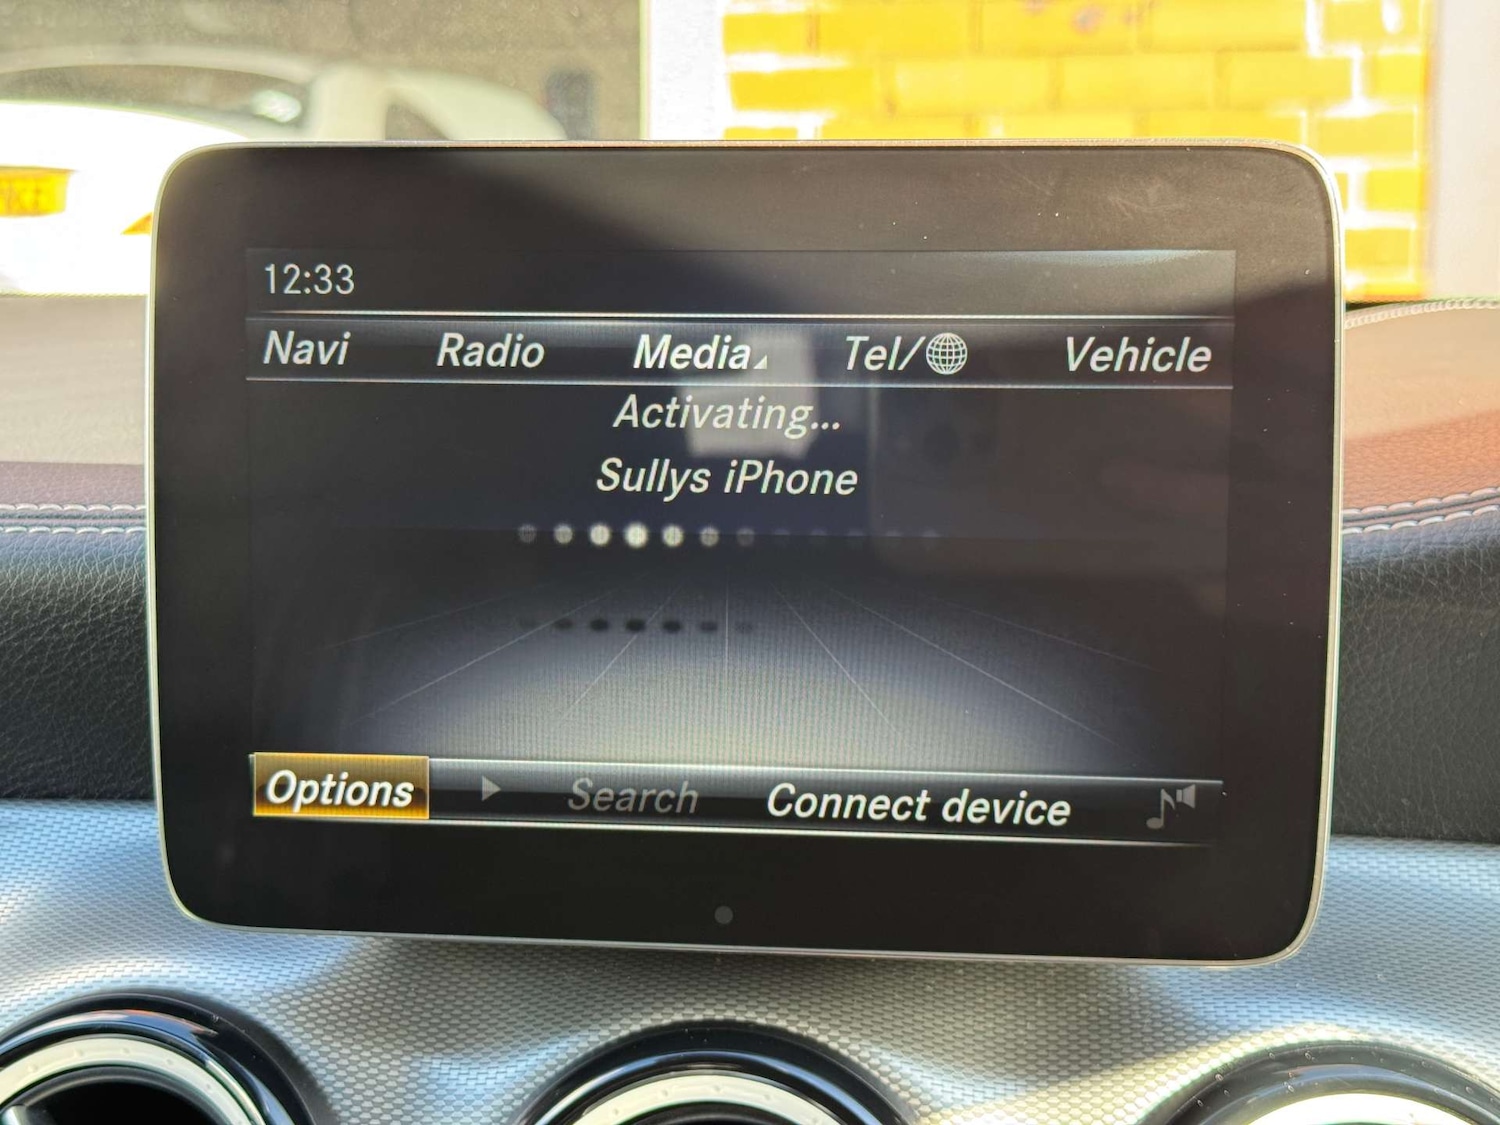 12:33
Navi Radio Media Tel/ Vehicle
Activating...
Sullys iPhone
Options Search Connect device